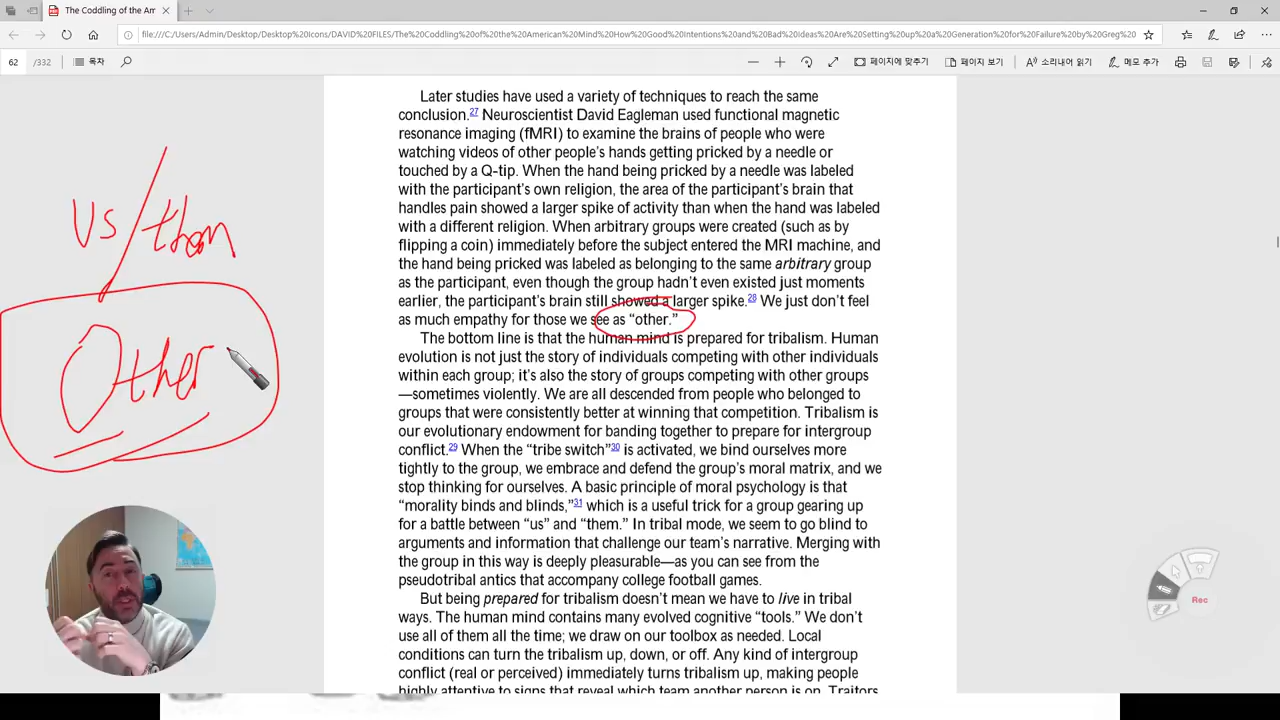 The Coddling of the Am
file:///C:/Users/Admin/Desktop/Desktop%20Icons/DAVID%20FILES/The%20Coddling%20of%20the%20American%20Mind%20How%20Good%20Intentions%20and%20Bad%20Ideas%20Are%20Setting%20up%20a%20Generation%20for%20Failure%20by%20Greg%20
62 /332 목차 페이지에 맞추기 페이지 보기 소리내어 읽기 메모 추가
Later studies have used a variety of techniques to reach the same
conclusion.27 Neuroscientist David Eagleman used functional magnetic
resonance imaging (fMRI) to examine the brains of people who were
watching videos of other people's hands getting pricked by a needle or
touched by a Q-tip. When the hand being pricked by a needle was labeled
with the participant's own religion, the area of the participant's brain that
handles pain showed a larger spike of activity than when the hand was labeled
with a different religion. When arbitrary groups were created (such as by
flipping a coin) immediately before the subject entered the MRI machine, and
the hand being pricked was labeled as belonging to the same arbitrary group
as the participant, even though the group hadn't even existed just moments
earlier, the participant's brain still showed a larger spike.28 We just don't feel
as much empathy for those we see as "other."
The bottom line is that the human mind is prepared for tribalism. Human
evolution is not just the story of individuals competing with other individuals
within each group; it's also the story of groups competing with other groups
—sometimes violently. We are all descended from people who belonged to
groups that were consistently better at winning that competition. Tribalism is
our evolutionary endowment for banding together to prepare for intergroup
conflict.29 When the "tribe switch"30 is activated, we bind ourselves more
tightly to the group, we embrace and defend the group's moral matrix, and we
stop thinking for ourselves. A basic principle of moral psychology is that
"morality binds and blinds,"31 which is a useful trick for a group gearing up
for a battle between "us" and "them." In tribal mode, we seem to go blind to
arguments and information that challenge our team's narrative. Merging with
the group in this way is deeply pleasurable—as you can see from the
pseudotribal antics that accompany college football games.
But being prepared for tribalism doesn't mean we have to live in tribal
ways. The human mind contains many evolved cognitive "tools." We don't
use all of them all the time; we draw on our toolbox as needed. Local
conditions can turn the tribalism up, down, or off. Any kind of intergroup
conflict (real or perceived) immediately turns tribalism up, making people
highly attentive to signs that reveal which team another person is on. Traitors
Us/them
Other
Rec